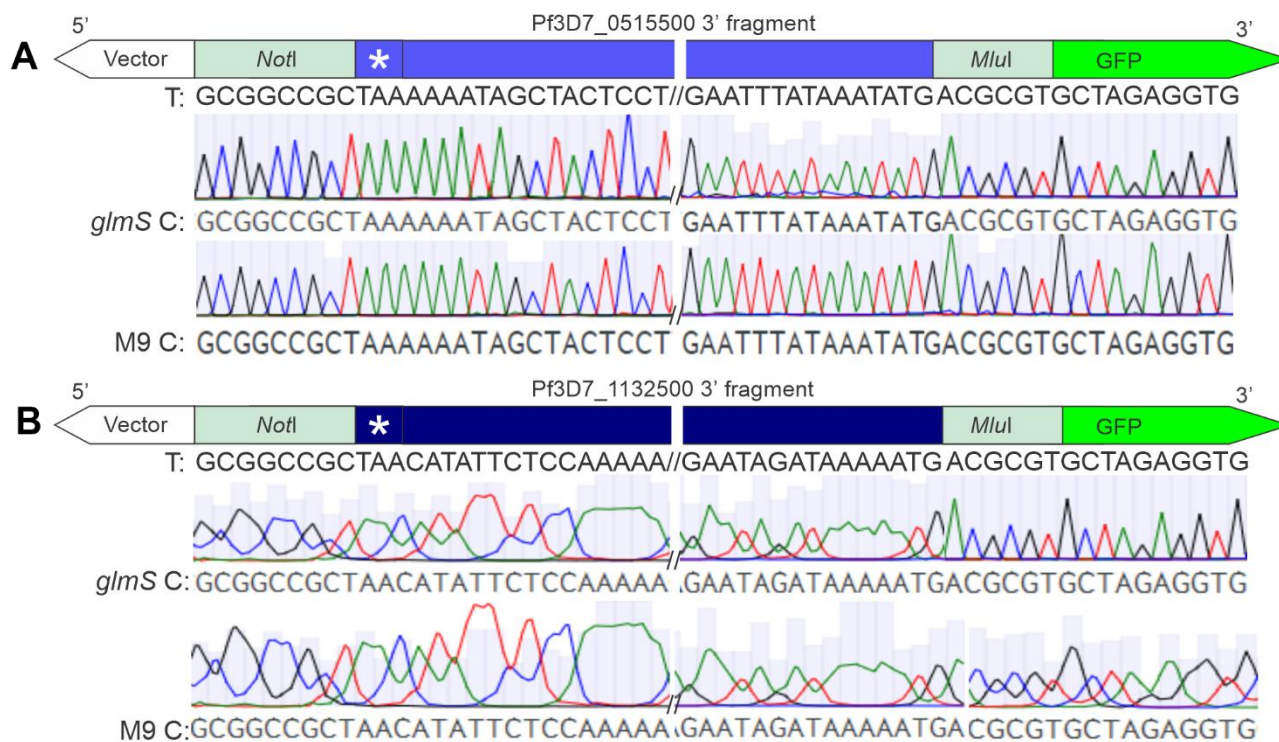 5’ Pf3D7_0515500 3’ fragment 3’
A Vector NotI * MluI GFP
T: GCGGCCGCTAAAAAATAGCTACTCCT//GAATTTATAAATATGACGCGTGCTAGAGGTG
//
glmS C: GCGGCCGCTAAAAAATAGCTACTCCT GAATTTATAAATATGACGCGTGCTAGAGGTG
//
M9 C: GCGGCCGCTAAAAAATAGCTACTCCT GAATTTATAAATATGACGCGTGCTAGAGGTG
5’ Pf3D7_1132500 3’ fragment 3’
B Vector NotI * MluI GFP
T: GCGGCCGCTAACATATTCTCCAAAAA//GAATAGATAAAAATGACGCGTGCTAGAGGTG
//
glmS C: GCGGCCGCTAACATATTCTCCAAAAA GAATAGATAAAAATGACGCGTGCTAGAGGTG
//
M9 C: GCGGCCGCTAACATATTCTCCAAAAA GAATAGATAAAAATGACGCGTGCTAGAGGTG